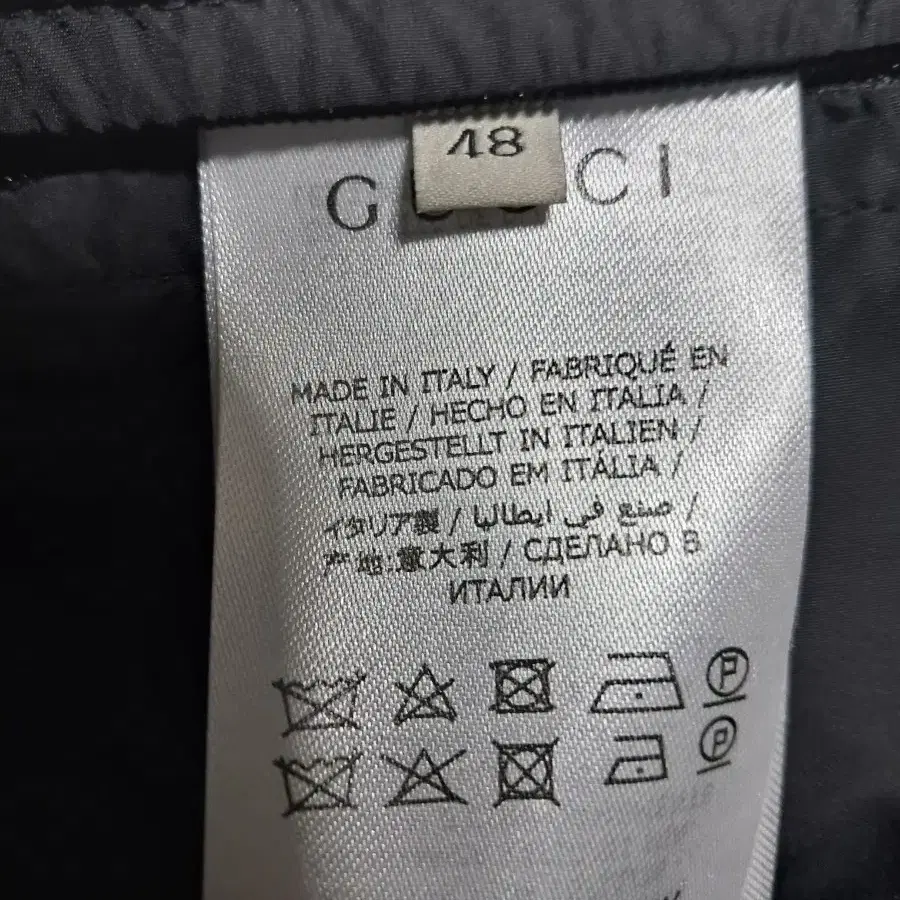 48
GUCCI
MADE IN ITALY / FABRIQUÉ EN
ITALIE / HECHO EN ITALIA /
HERGESTELLT IN ITALIEN /
FABRICADO EM ITÁLIA /
イタリア製 / صنع في ايطاليا /
产地:意大利 / СДЕЛАНО В
ИТАЛИИ
P
P